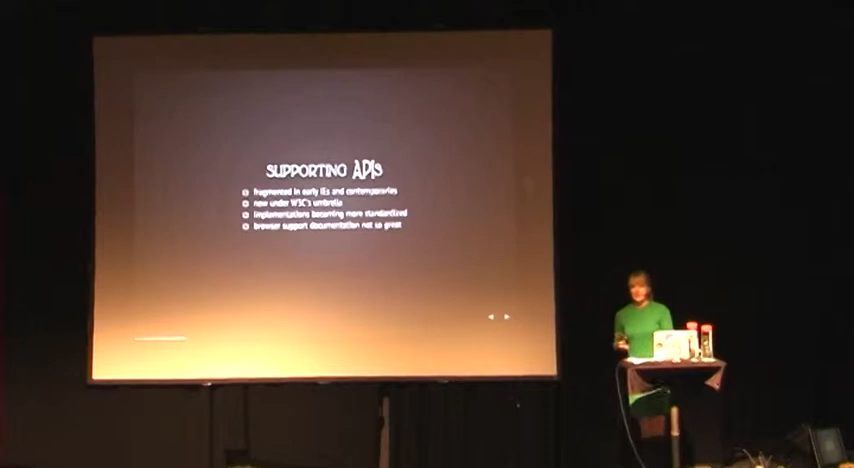 SUPPORTING APIs
fragmented in early IEs and contemporaries
now under W3C's umbrella
implementations becoming more standardized
browser support documentation not so great